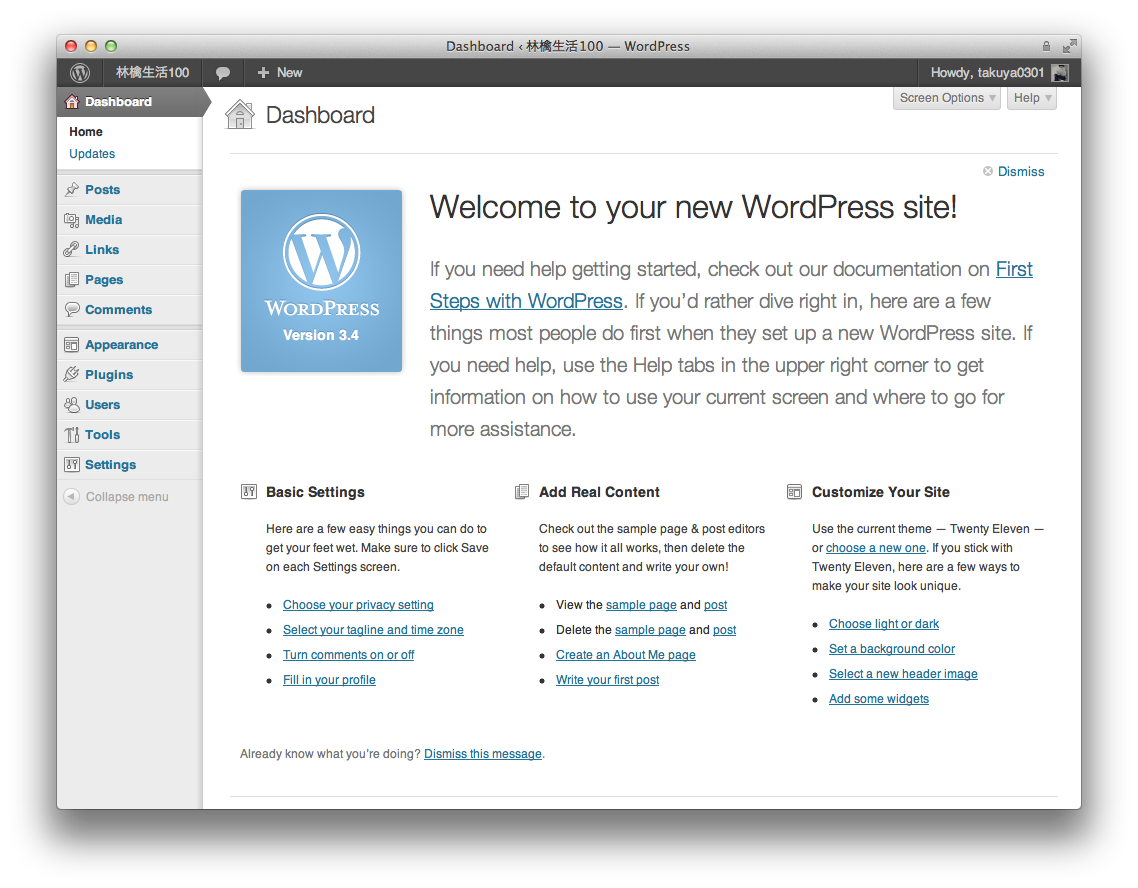 Dashboard ‹ 林檎生活100 — WordPress
林檎生活100
+ New
Howdy, takuya0301
Dashboard
Home
Updates
Posts
Media
Links
Pages
Comments
Appearance
Plugins
Users
Tools
Settings
Collapse menu
Screen Options
Help
Dashboard
Dismiss
WORDPRESS
Version 3.4
Welcome to your new WordPress site!
If you need help getting started, check out our documentation on First
Steps with WordPress. If you’d rather dive right in, here are a few
things most people do first when they set up a new WordPress site. If
you need help, use the Help tabs in the upper right corner to get
information on how to use your current screen and where to go for
more assistance.
Basic Settings
Here are a few easy things you can do to
get your feet wet. Make sure to click Save
on each Settings screen.
• Choose your privacy setting
• Select your tagline and time zone
• Turn comments on or off
• Fill in your profile
Add Real Content
Check out the sample page & post editors
to see how it all works, then delete the
default content and write your own!
• View the sample page and post
• Delete the sample page and post
• Create an About Me page
• Write your first post
Customize Your Site
Use the current theme — Twenty Eleven —
or choose a new one. If you stick with
Twenty Eleven, here are a few ways to
make your site look unique.
• Choose light or dark
• Set a background color
• Select a new header image
• Add some widgets
Already know what you’re doing? Dismiss this message.